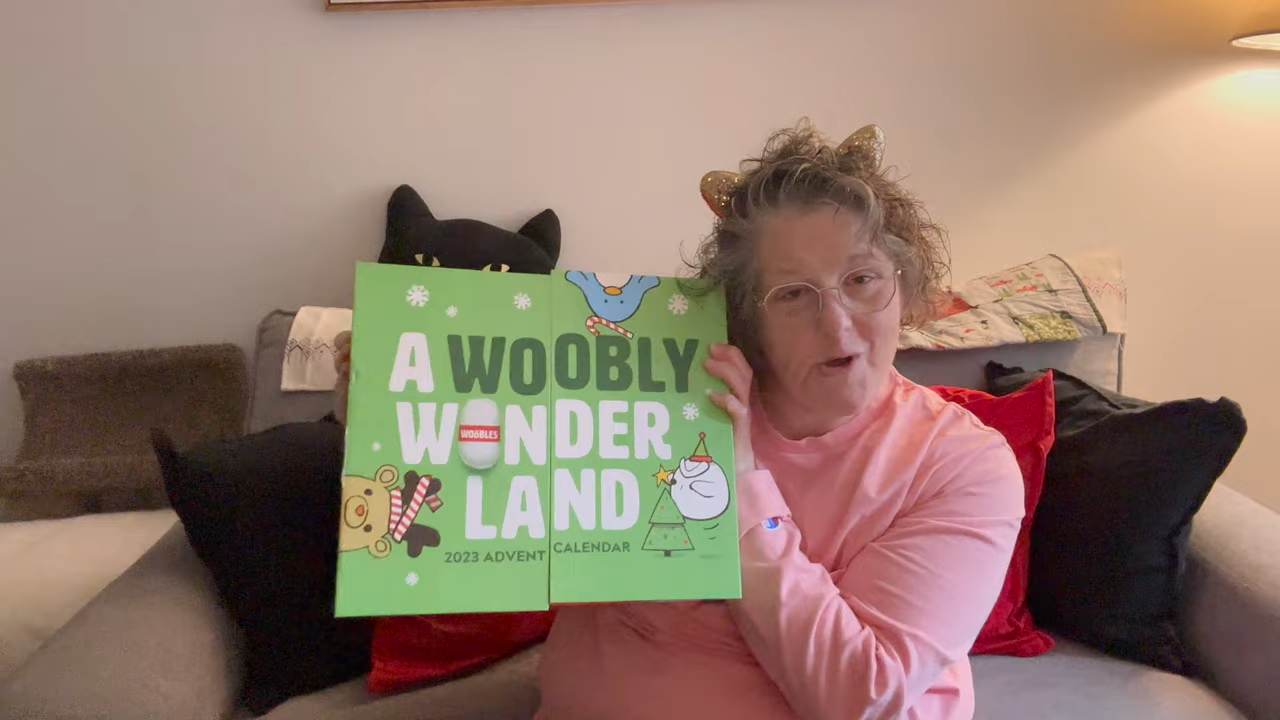 A WOOBLY
WONDER
WOOBLES
LAND
2023 ADVENT CALENDAR